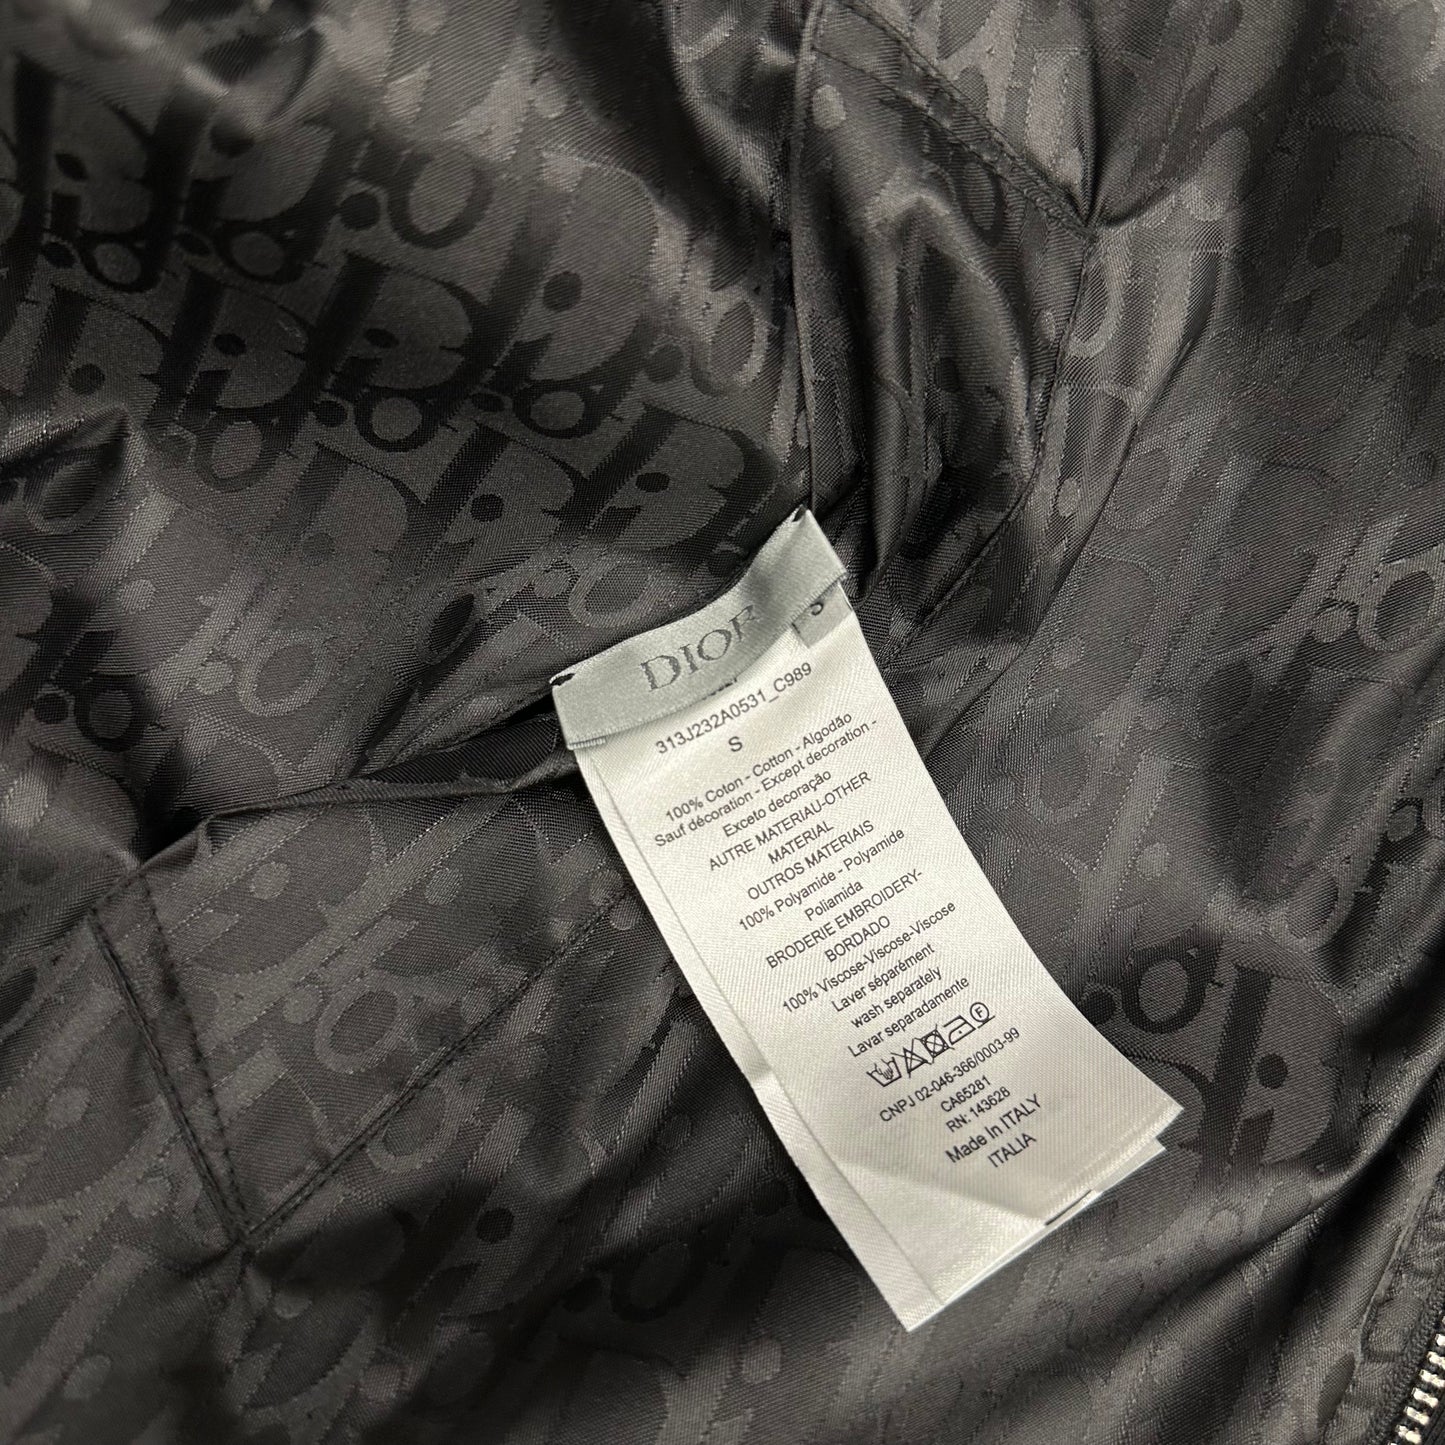 DIOR
S
313J232A0531_C989
S
100% Coton - Cotton - Algodão
Sauf décoration - Except decoration -
Exceto decoração
AUTRE MATERIAU-OTHER
MATERIAL
OUTROS MATERIAIS
100% Polyamide - Polyamide
Poliamida
BRODERIE EMBROIDERY-
BORDADO
100% Viscose-Viscose-Viscose
Laver séparément
wash separately
Lavar separadamente
F
CNPJ 02-046-366/0003-99
CA65281
RN: 143628
Made In ITALY
ITALIA